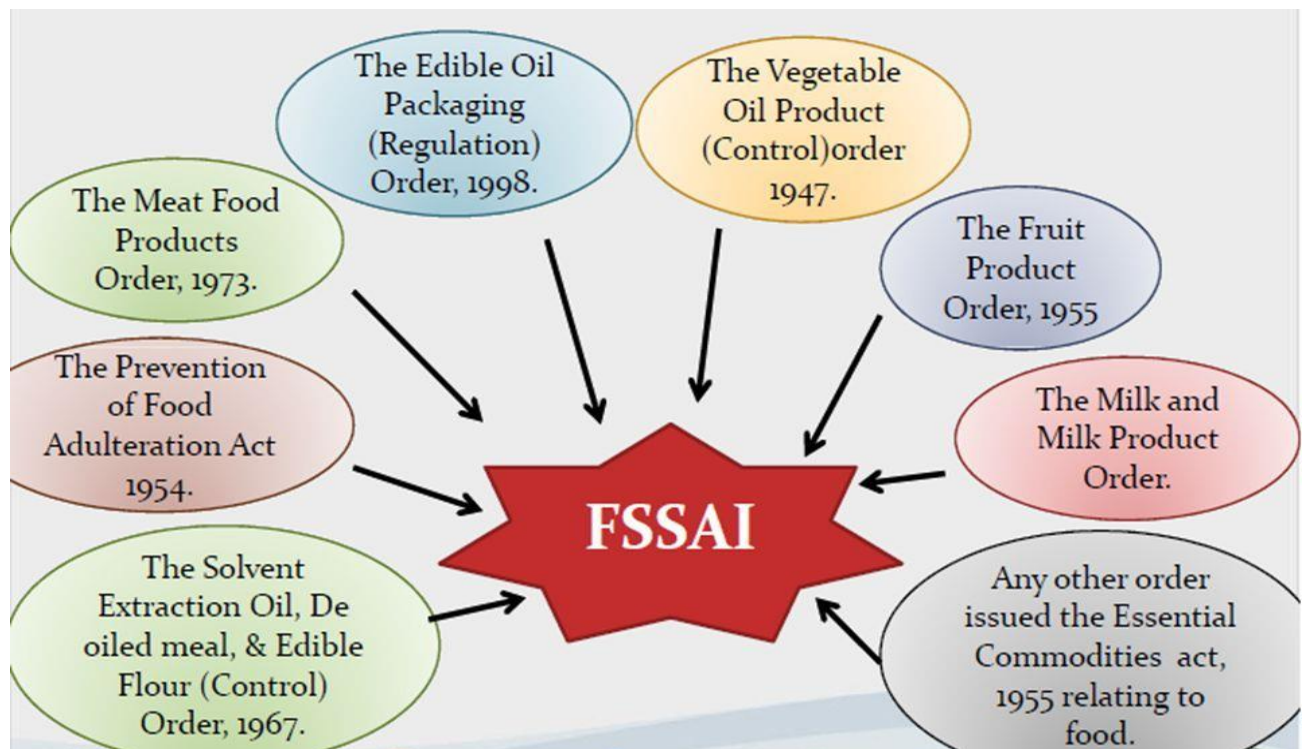 The Edible Oil
Packaging
(Regulation)
Order, 1998.
The Vegetable
Oil Product
(Control)order
1947.
The Meat Food
Products
Order, 1973.
The Fruit
Product
Order, 1955
The Prevention
of Food
Adulteration Act
1954.
The Milk and
Milk Product
Order.
FSSAI
The Solvent
Extraction Oil, De
oiled meal, & Edible
Flour (Control)
Order, 1967.
Any other order
issued the Essential
Commodities act,
1955 relating to
food.